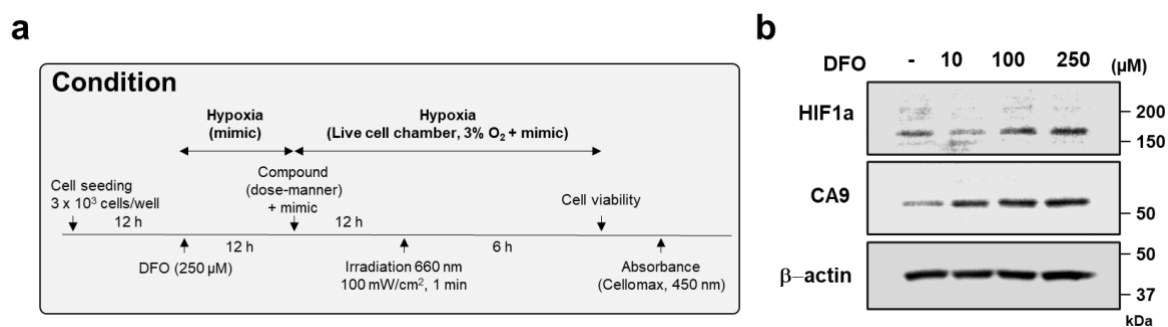 a
Condition
Hypoxia
(mimic)
Hypoxia
(Live cell chamber, 3% O₂ + mimic)
Cell seeding
3 x 10³ cells/well
Compound
(dose-manner)
+ mimic
Cell viability
12 h
12 h
12 h
6 h
DFO (250 µM)
Irradiation 660 nm
100 mW/cm², 1 min
Absorbance
(Cellomax, 450 nm)
b
DFO - 10 100 250 (µM)
HIF1a
200
150
CA9
50
β–actin
50
37
kDa